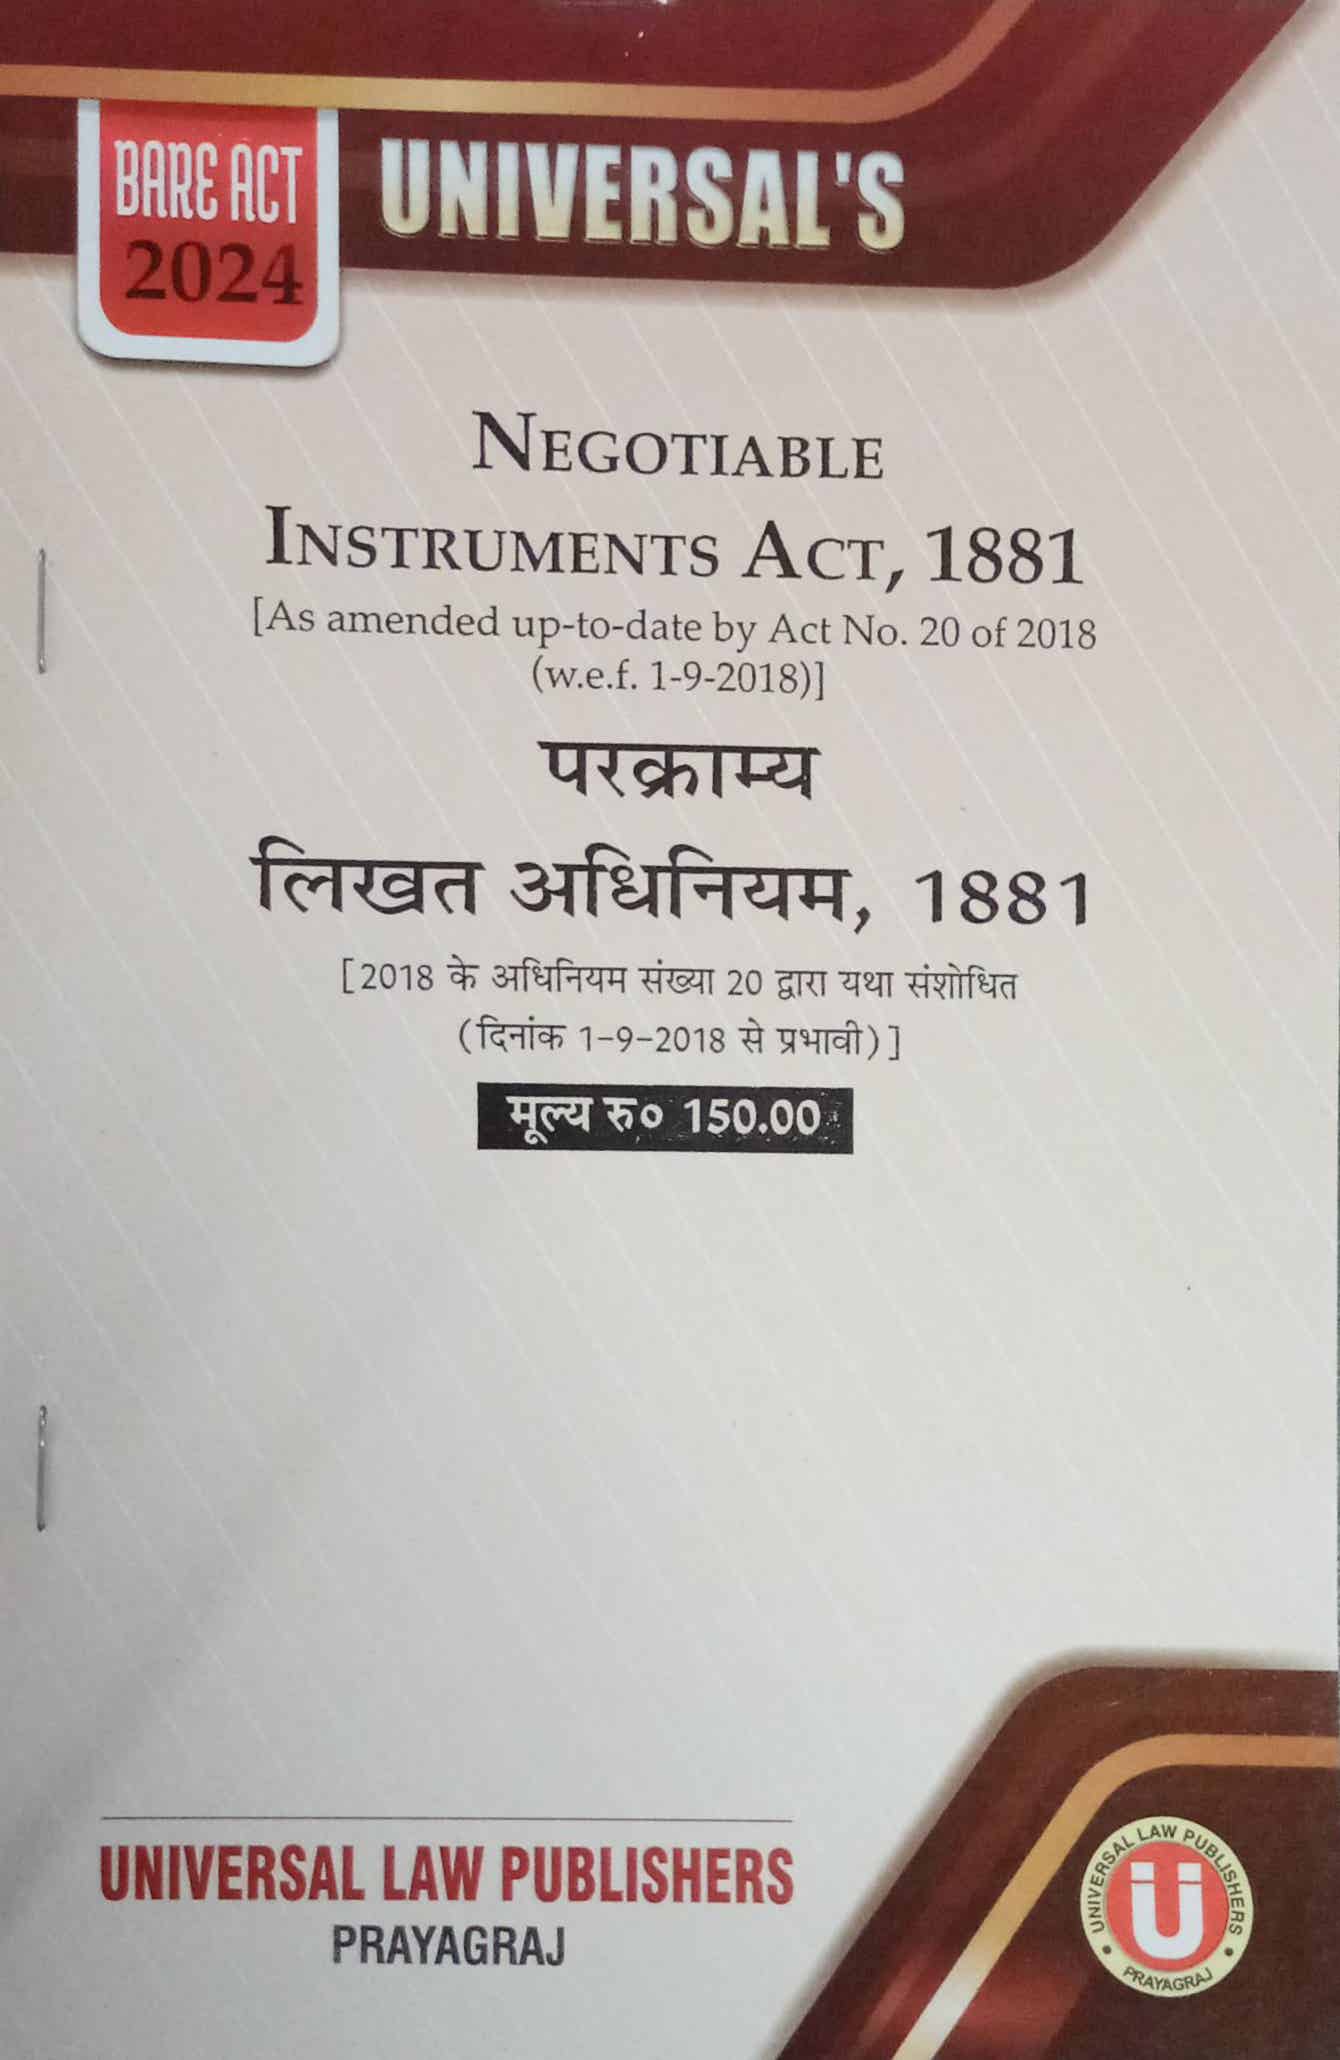 BARE ACT
2024
UNIVERSAL'S
NEGOTIABLE
INSTRUMENTS ACT, 1881
[As amended up-to-date by Act No. 20 of 2018
(w.e.f. 1-9-2018)]
परक्राम्य
लिखत अधिनियम, 1881
[2018 के अधिनियम संख्या 20 द्वारा यथा संशोधित
(दिनांक 1-9-2018 से प्रभावी)]
मूल्य रु० 150.00
UNIVERSAL LAW PUBLISHERS
PRAYAGRAJ
UNIVERSAL LAW PUBLISHERS
U
PRAYAGRAJ